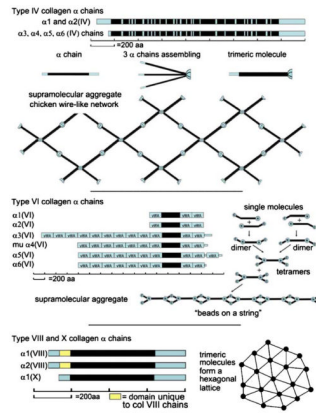 Type IV collagen α chains
α1 and α2(IV)
α3, α4, α5, α6 (IV) chains
=200 aa
α chain
3 α chains assembling
trimeric molecule
supramolecular aggregate
chicken wire-like network
Type VI collagen α chains
α1(VI)
α2(VI)
α3(VI)
mu α4(VI)
α5(VI)
α6(VI)
=200 aa
single molecules
dimer
dimer
tetramers
supramolecular aggregate
"beads on a string"
Type VIII and X collagen α chains
α1(VIII)
α2(VIII)
α1(X)
=200aa
= domain unique
to col VIII chains
trimeric
molecules
form a
hexagonal
lattice